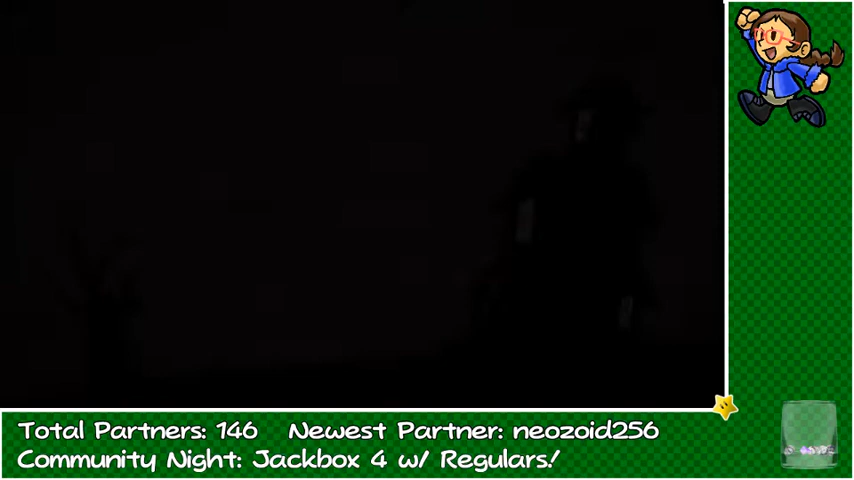 Total Partners: 146 Newest Partner: neozoid256
Community Night: Jackbox 4 w/ Regulars!